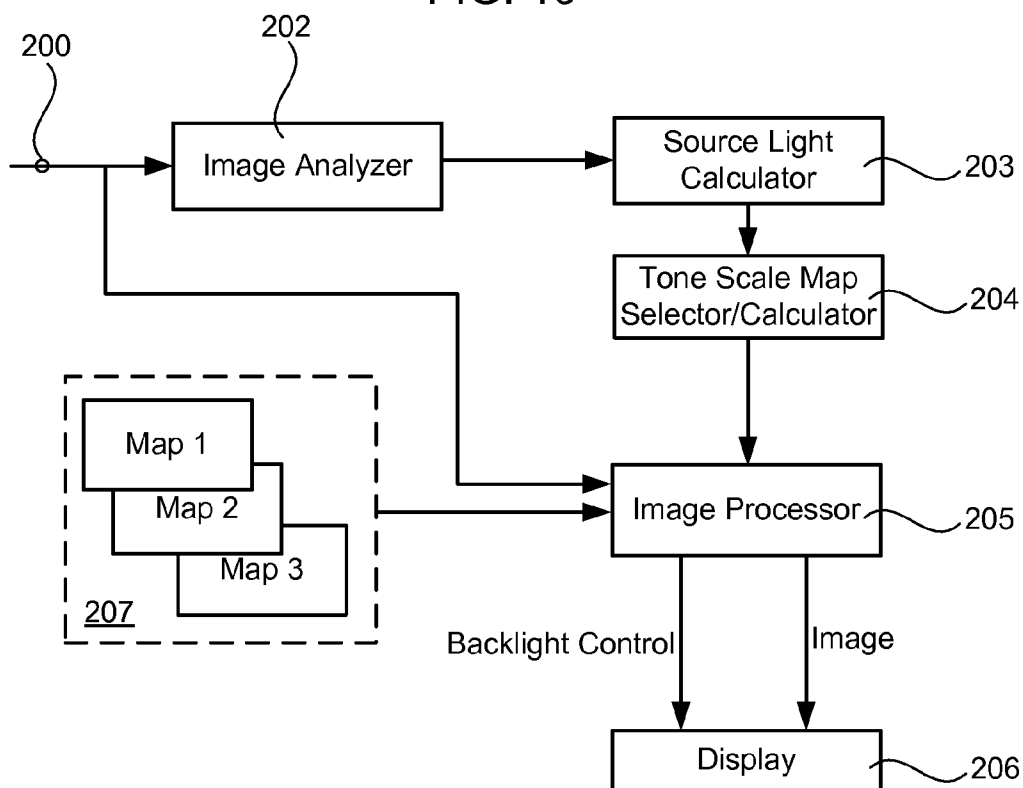 202
200
Image Analyzer
Source Light
Calculator
203
Tone Scale Map
Selector/Calculator
204
Map 1
Map 2
Map 3
207
Image Processor
205
Backlight Control
Image
Display
206